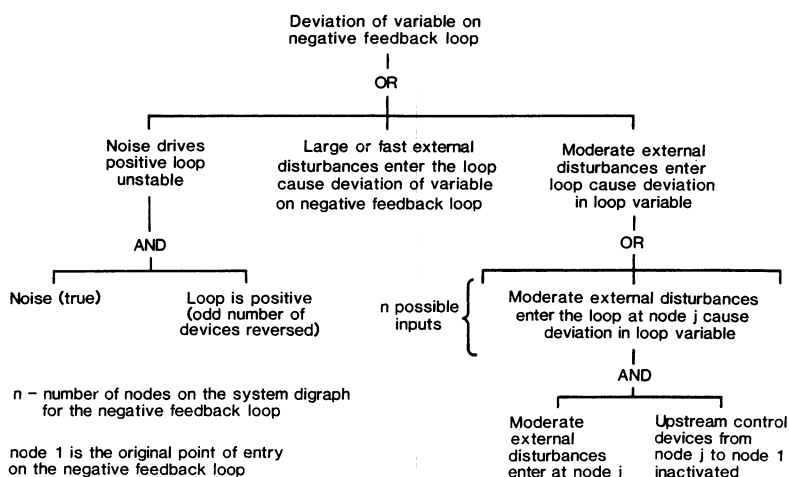 Deviation of variable on
negative feedback loop
OR
Noise drives
positive loop
unstable
Large or fast external
disturbances enter the loop
cause deviation of variable
on negative feedback loop
Moderate external
disturbances enter
loop cause deviation
in loop variable
AND
OR
Noise (true)
Loop is positive
(odd number of
devices reversed)
n possible
inputs
Moderate external disturbances
enter the loop at node j cause
deviation in loop variable
AND
n – number of nodes on the system digraph
for the negative feedback loop
node 1 is the original point of entry
on the negative feedback loop
Moderate
external
disturbances
enter at node j
Upstream control
devices from
node j to node 1
inactivated